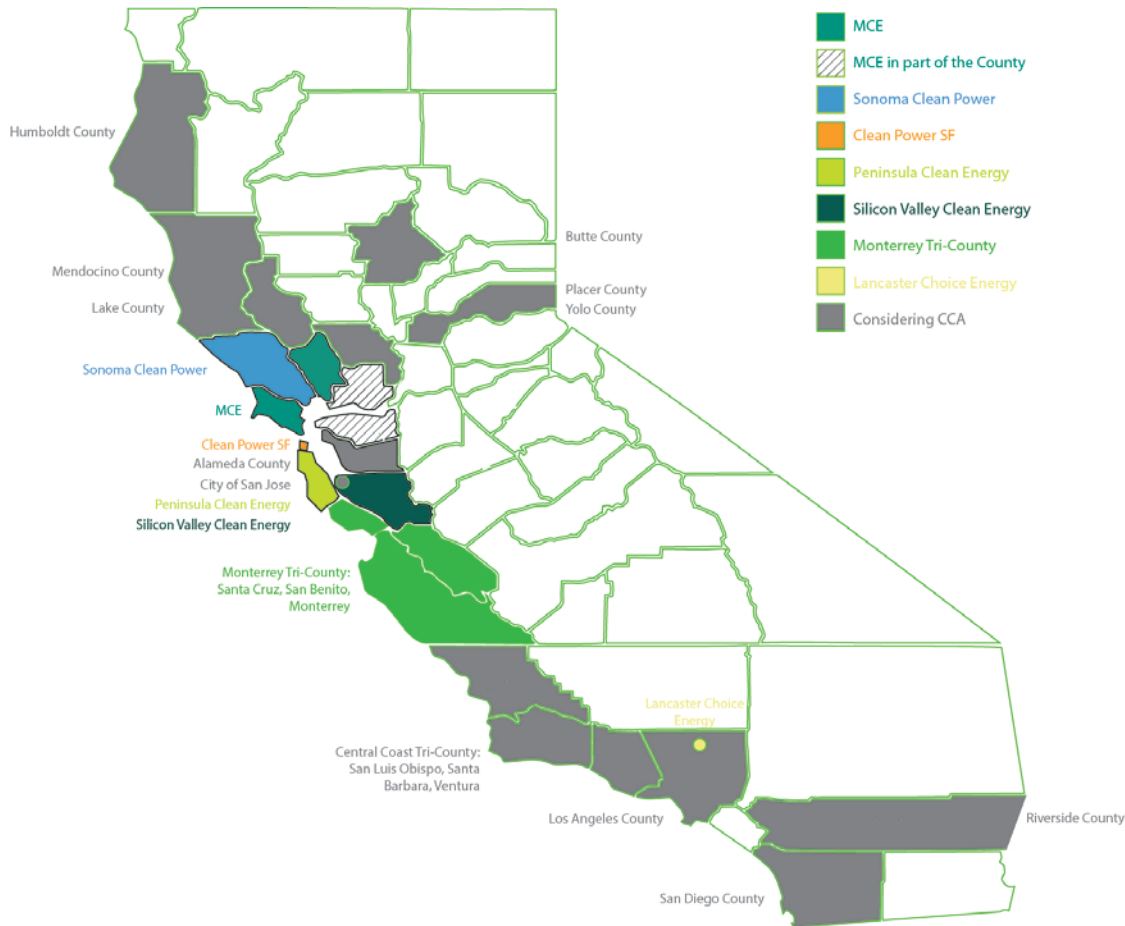 MCE
MCE in part of the County
Sonoma Clean Power
Clean Power SF
Peninsula Clean Energy
Silicon Valley Clean Energy
Monterrey Tri-County
Lancaster Choice Energy
Considering CCA
Humboldt County
Butte County
Mendocino County
Placer County
Lake County
Yolo County
Sonoma Clean Power
MCE
Clean Power SF
Alameda County
City of San Jose
Peninsula Clean Energy
Silicon Valley Clean Energy
Monterrey Tri-County:
Santa Cruz, San Benito,
Monterrey
Lancaster Choice
Energy
Central Coast Tri-County:
San Luis Obispo, Santa
Barbara, Ventura
Los Angeles County
Riverside County
San Diego County